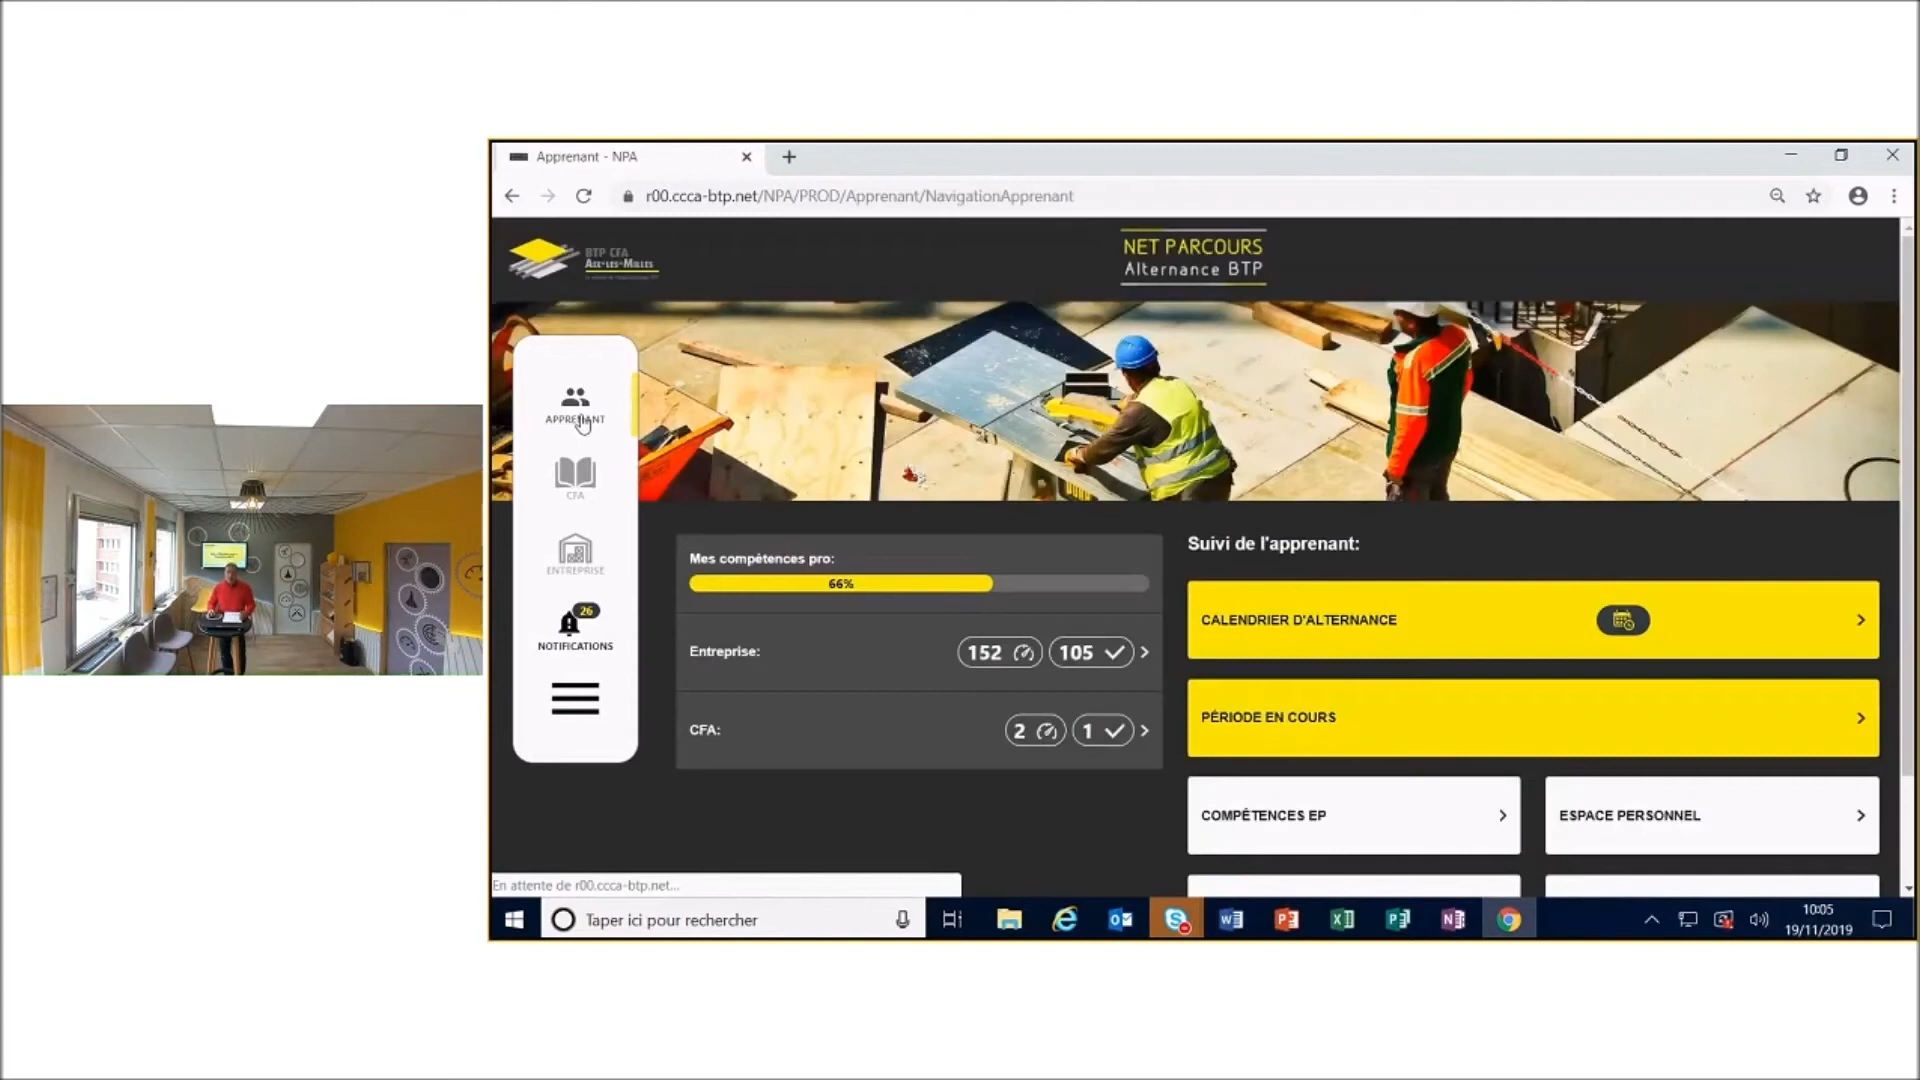 Apprenant - NPA
r00.ccca-btp.net/NPA/PROD/Apprenant/NavigationApprenant
BTP CFA
Aix-les-Milles
NET PARCOURS
Alternance BTP
APPRENANT
CFA
ENTREPRISE
26
NOTIFICATIONS
Mes compétences pro:
66%
Entreprise:
152
105
CFA:
2
1
Suivi de l'apprenant:
CALENDRIER D'ALTERNANCE
PÉRIODE EN COURS
COMPÉTENCES EP
ESPACE PERSONNEL
En attente de r00.ccca-btp.net...
Taper ici pour rechercher
10:05
19/11/2019